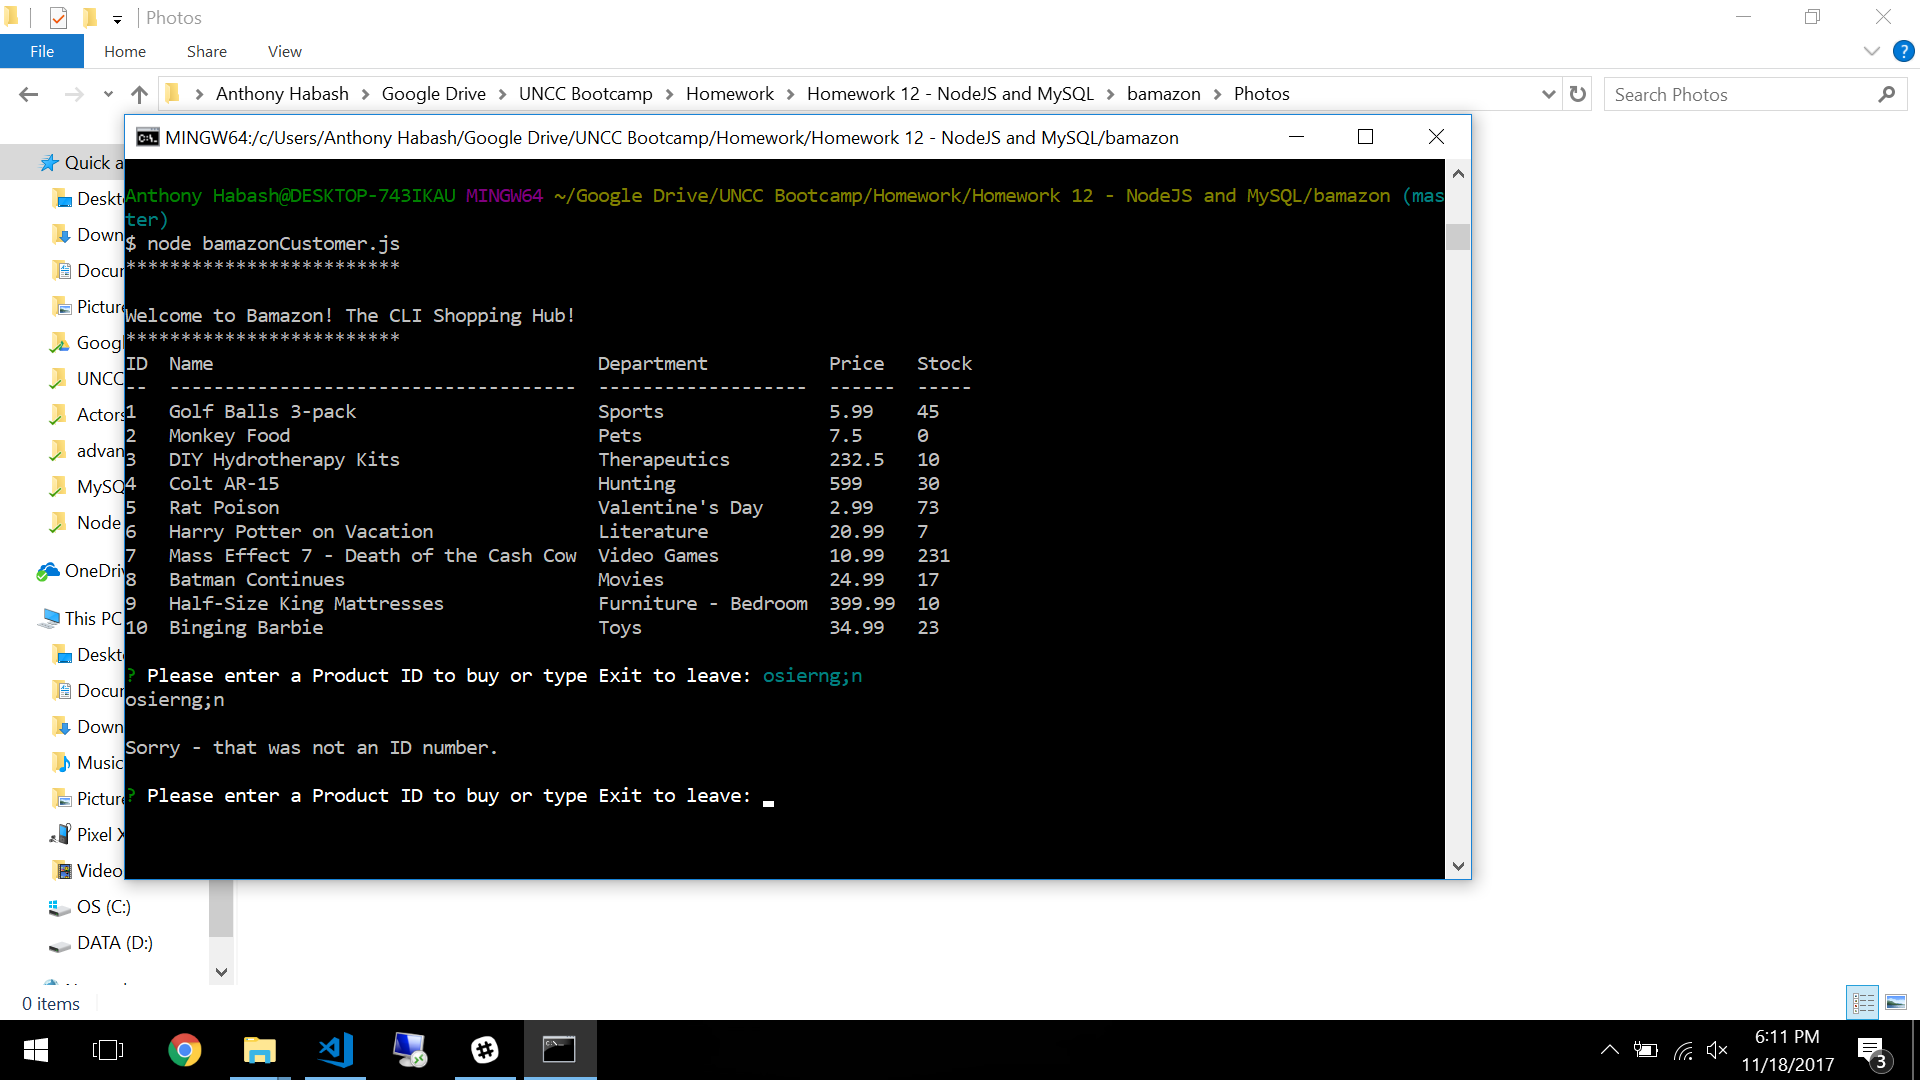 Photos
File Home Share View
Anthony Habash Google Drive UNCC Bootcamp Homework Homework 12 - NodeJS and MySQL bamazon Photos
Search Photos
MINGW64:/c/Users/Anthony Habash/Google Drive/UNCC Bootcamp/Homework/Homework 12 - NodeJS and MySQL/bamazon
Anthony Habash@DESKTOP-743IKAU MINGW64 ~/Google Drive/UNCC Bootcamp/Homework/Homework 12 - NodeJS and MySQL/bamazon (mas
ter)
$ node bamazonCustomer.js
*************************
Welcome to Bamazon! The CLI Shopping Hub!
*************************
ID Name Department Price Stock
-- ------------------------------------- ------------------- ------ -----
1 Golf Balls 3-pack Sports 5.99 45
2 Monkey Food Pets 7.5 0
3 DIY Hydrotherapy Kits Therapeutics 232.5 10
4 Colt AR-15 Hunting 599 30
5 Rat Poison Valentine's Day 2.99 73
6 Harry Potter on Vacation Literature 20.99 7
7 Mass Effect 7 - Death of the Cash Cow Video Games 10.99 231
8 Batman Continues Movies 24.99 17
9 Half-Size King Mattresses Furniture - Bedroom 399.99 10
10 Binging Barbie Toys 34.99 23
? Please enter a Product ID to buy or type Exit to leave: osierng;n
osierng;n
Sorry - that was not an ID number.
? Please enter a Product ID to buy or type Exit to leave:
Quick a
Deskt
Down
Docur
Picture
Googl
UNCC
Actors
advan
MySQ
Node
OneDriv
This PC
Deskt
Docur
Down
Music
Picture
Pixel X
Video
OS (C:)
DATA (D:)
0 items
6:11 PM
11/18/2017
3